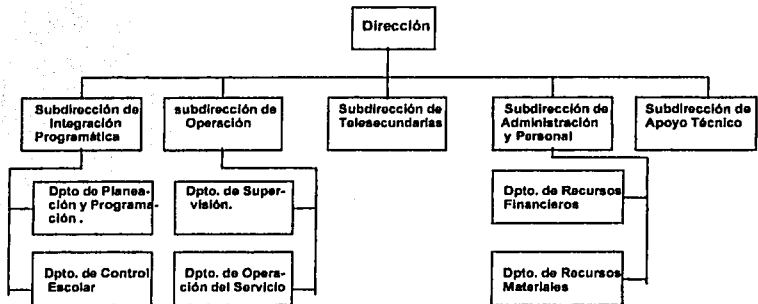 Dirección
Subdirección de
Integración
Programática
subdirección de
Operación
Subdirección de
Telesecundarias
Subdirección de
Administración
y Personal
Subdirección de
Apoyo Técnico
Dpto de Planea-
ción y Programa-
ción .
Dpto. de Super-
visión.
Dpto. de Recursos
Financieros
Dpto. de Control
Escolar
Dpto. de Opera-
ción del Servicio
Dpto. de Recursos
Materiales